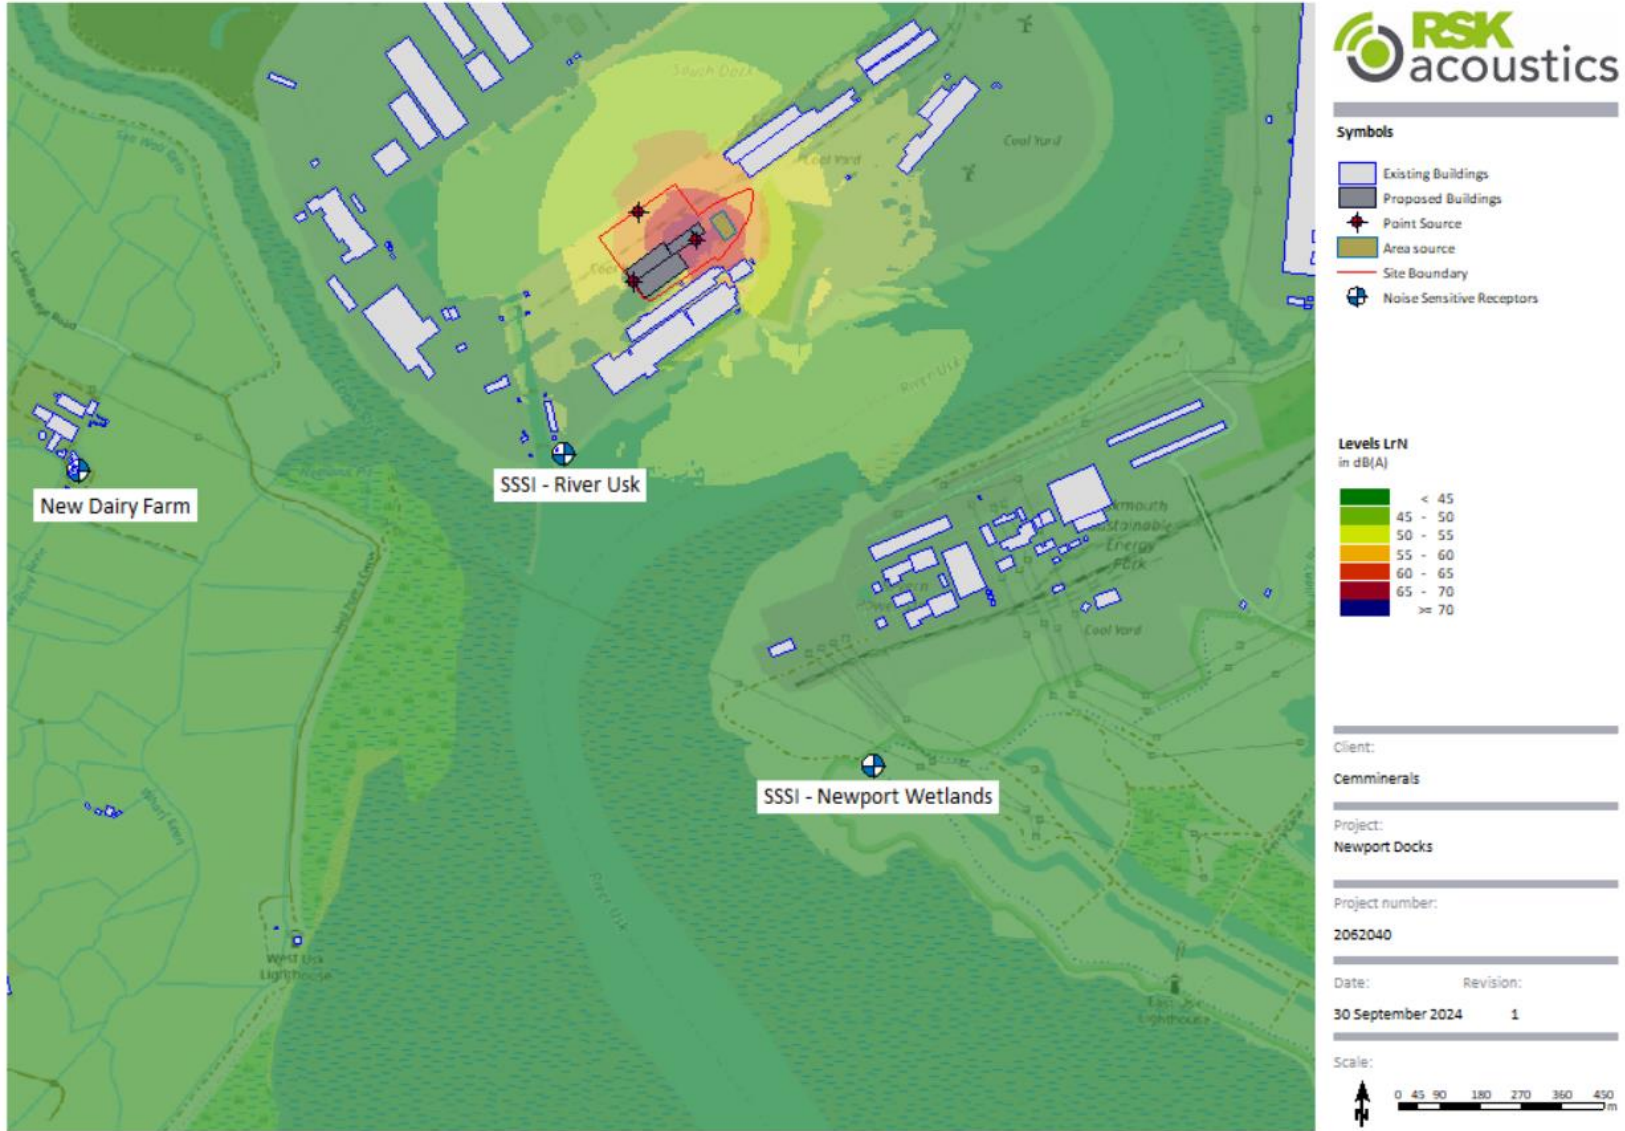 South Dock
Coal Yard
Coal Yard
River Usk
New Dairy Farm
SSSI - River Usk
Energy
Park
Coal Yard
SSSI - Newport Wetlands
River Usk
West Usk
Lighthouse
East Usk
Lighthouse
RSK
acoustics
Symbols
Existing Buildings
Proposed Buildings
Point Source
Area source
Site Boundary
Noise Sensitive Receptors
Levels LrN
in dB(A)
< 45
45 - 50
50 - 55
55 - 60
60 - 65
65 - 70
>= 70
Client:
Cemminerals
Project:
Newport Docks
Project number:
2062040
Date: Revision:
30 September 2024 1
Scale:
N
0 45 90 180 270 360 450
m